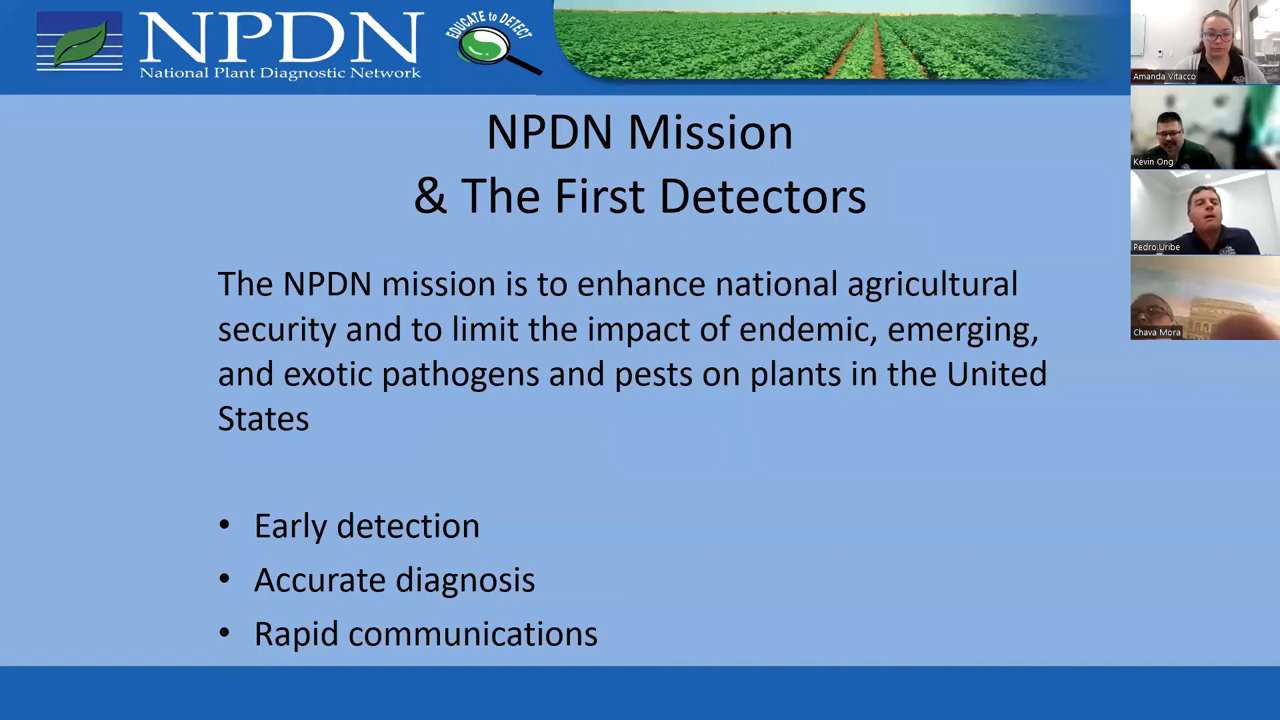 NPDN
National Plant Diagnostic Network
EDUCATE to DETECT
NPDN Mission
& The First Detectors
The NPDN mission is to enhance national agricultural
security and to limit the impact of endemic, emerging,
and exotic pathogens and pests on plants in the United
States
• Early detection
• Accurate diagnosis
• Rapid communications
Amanda Vitacco
Kevin Ong
Pedro Uribe
Chava Mora